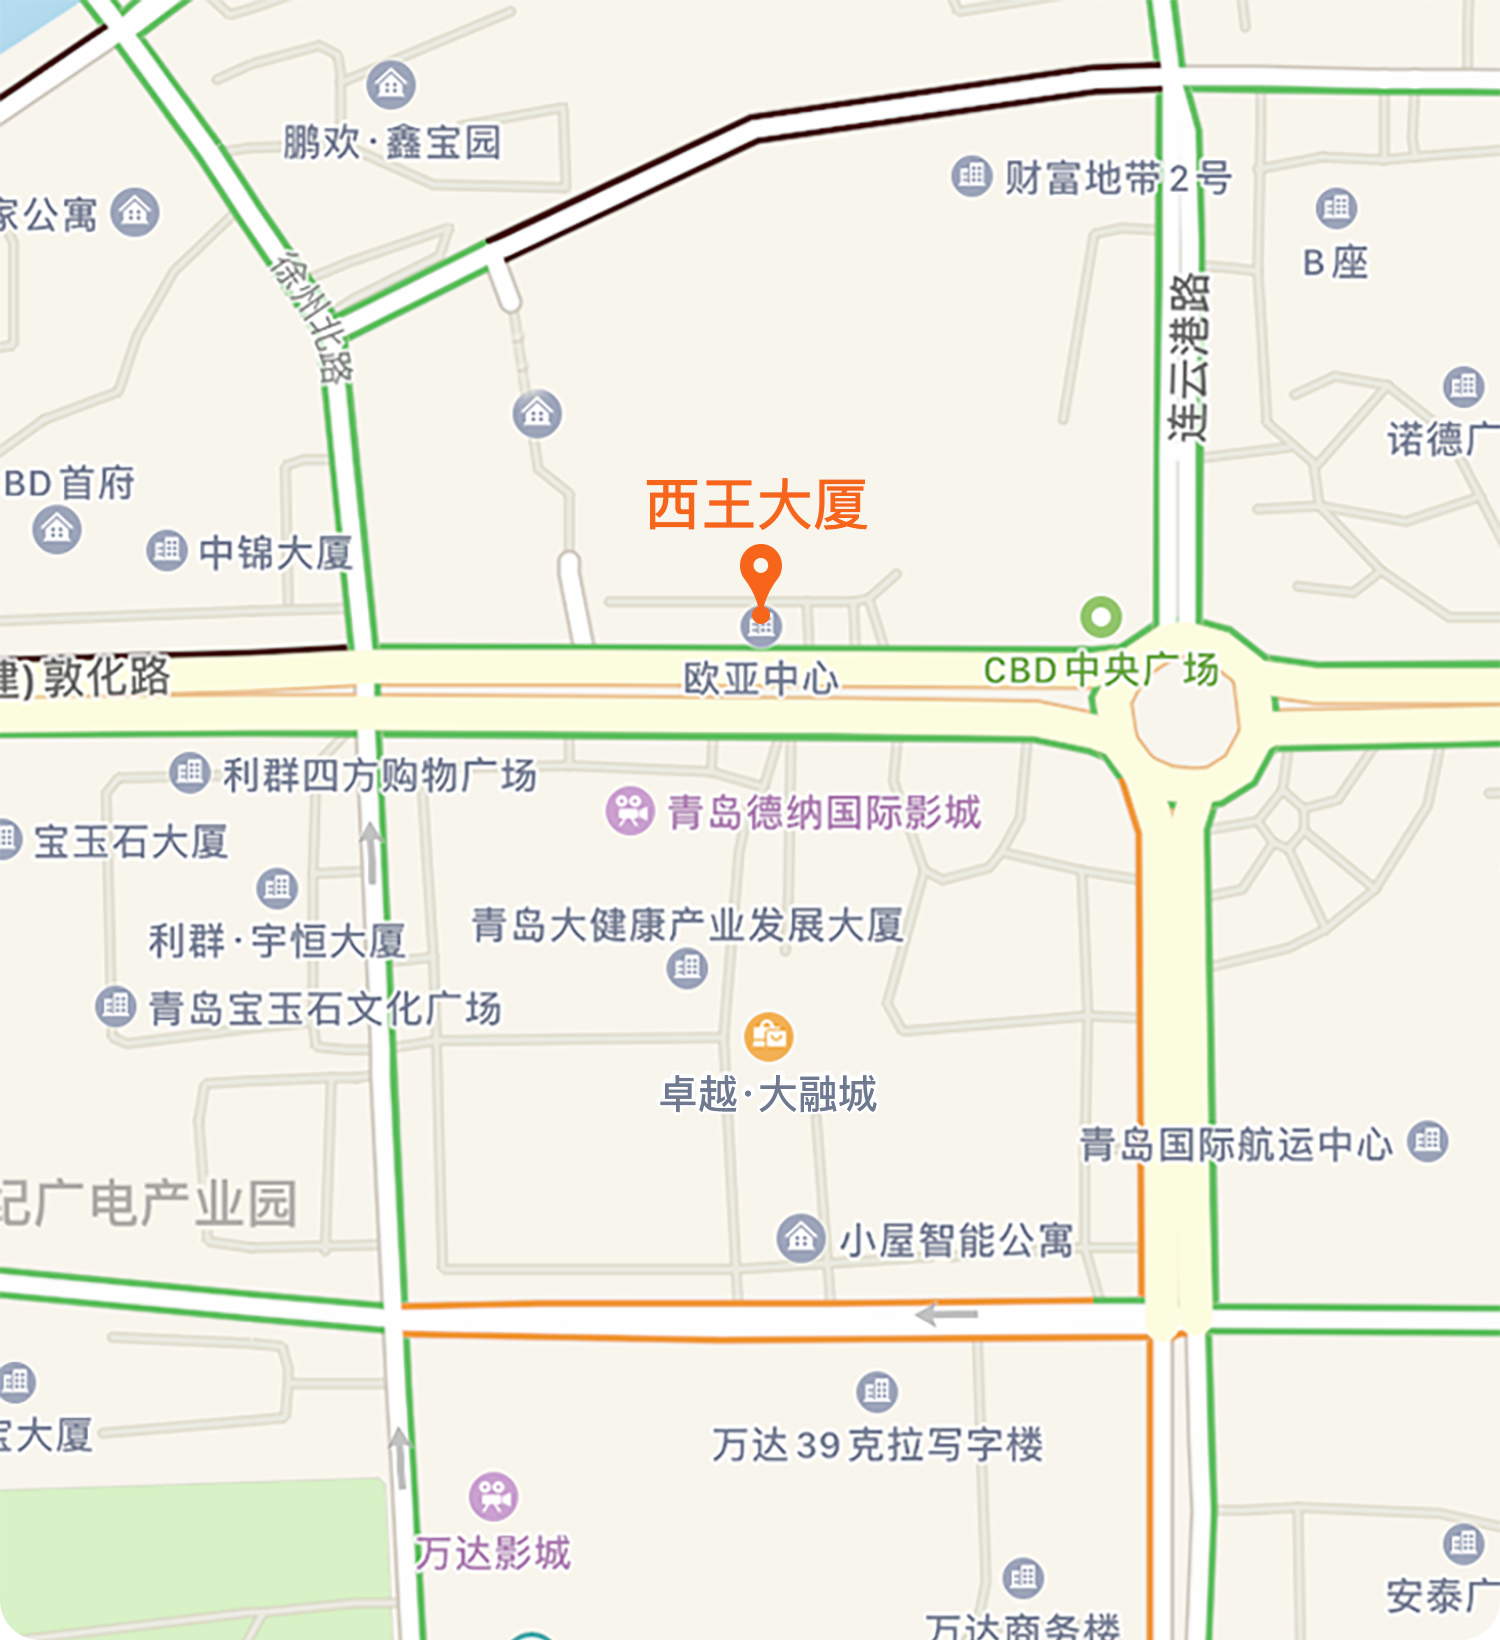 鹏欢·鑫宝园
财富地带2号
家公寓
B座
徐州北路
连云港路
诺德广
BD首府
西王大厦
中锦大厦
欧亚中心
CBD中央广场
建)敦化路
利群四方购物广场
青岛德纳国际影城
宝玉石大厦
青岛大健康产业发展大厦
利群·宇恒大厦
青岛宝玉石文化广场
卓越·大融城
青岛国际航运中心
纪广电产业园
小屋智能公寓
宝大厦
万达39克拉写字楼
万达影城
安泰广
万达商务楼